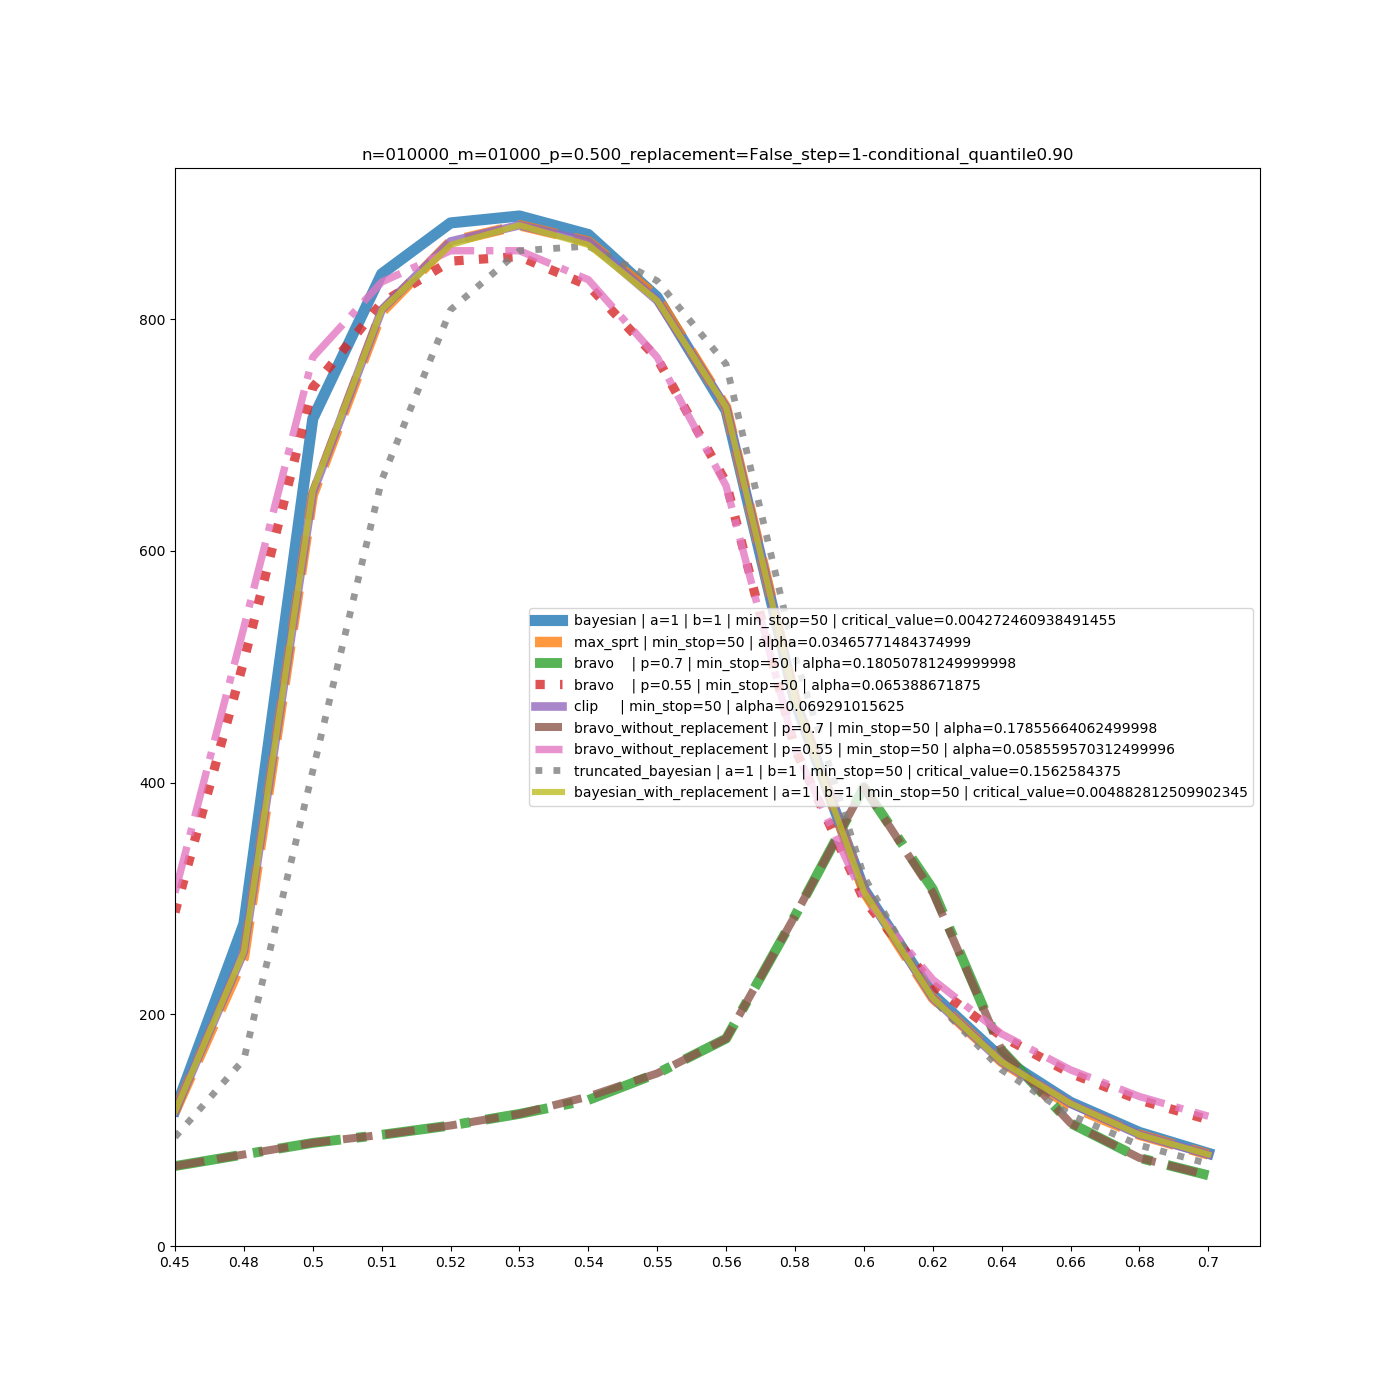 n=010000_m=01000_p=0.500_replacement=False_step=1-conditional_quantile0.90
800
600
400
200
0
bayesian | a=1 | b=1 | min_stop=50 | critical_value=0.004272460938491455
max_sprt | min_stop=50 | alpha=0.03465771484374999
bravo | p=0.7 | min_stop=50 | alpha=0.18050781249999998
bravo | p=0.55 | min_stop=50 | alpha=0.065388671875
clip | min_stop=50 | alpha=0.069291015625
bravo_without_replacement | p=0.7 | min_stop=50 | alpha=0.17855664062499998
bravo_without_replacement | p=0.55 | min_stop=50 | alpha=0.058559570312499996
truncated_bayesian | a=1 | b=1 | min_stop=50 | critical_value=0.1562584375
bayesian_with_replacement | a=1 | b=1 | min_stop=50 | critical_value=0.004882812509902345
0.45 0.48 0.5 0.51 0.52 0.53 0.54 0.55 0.56 0.58 0.6 0.62 0.64 0.66 0.68 0.7